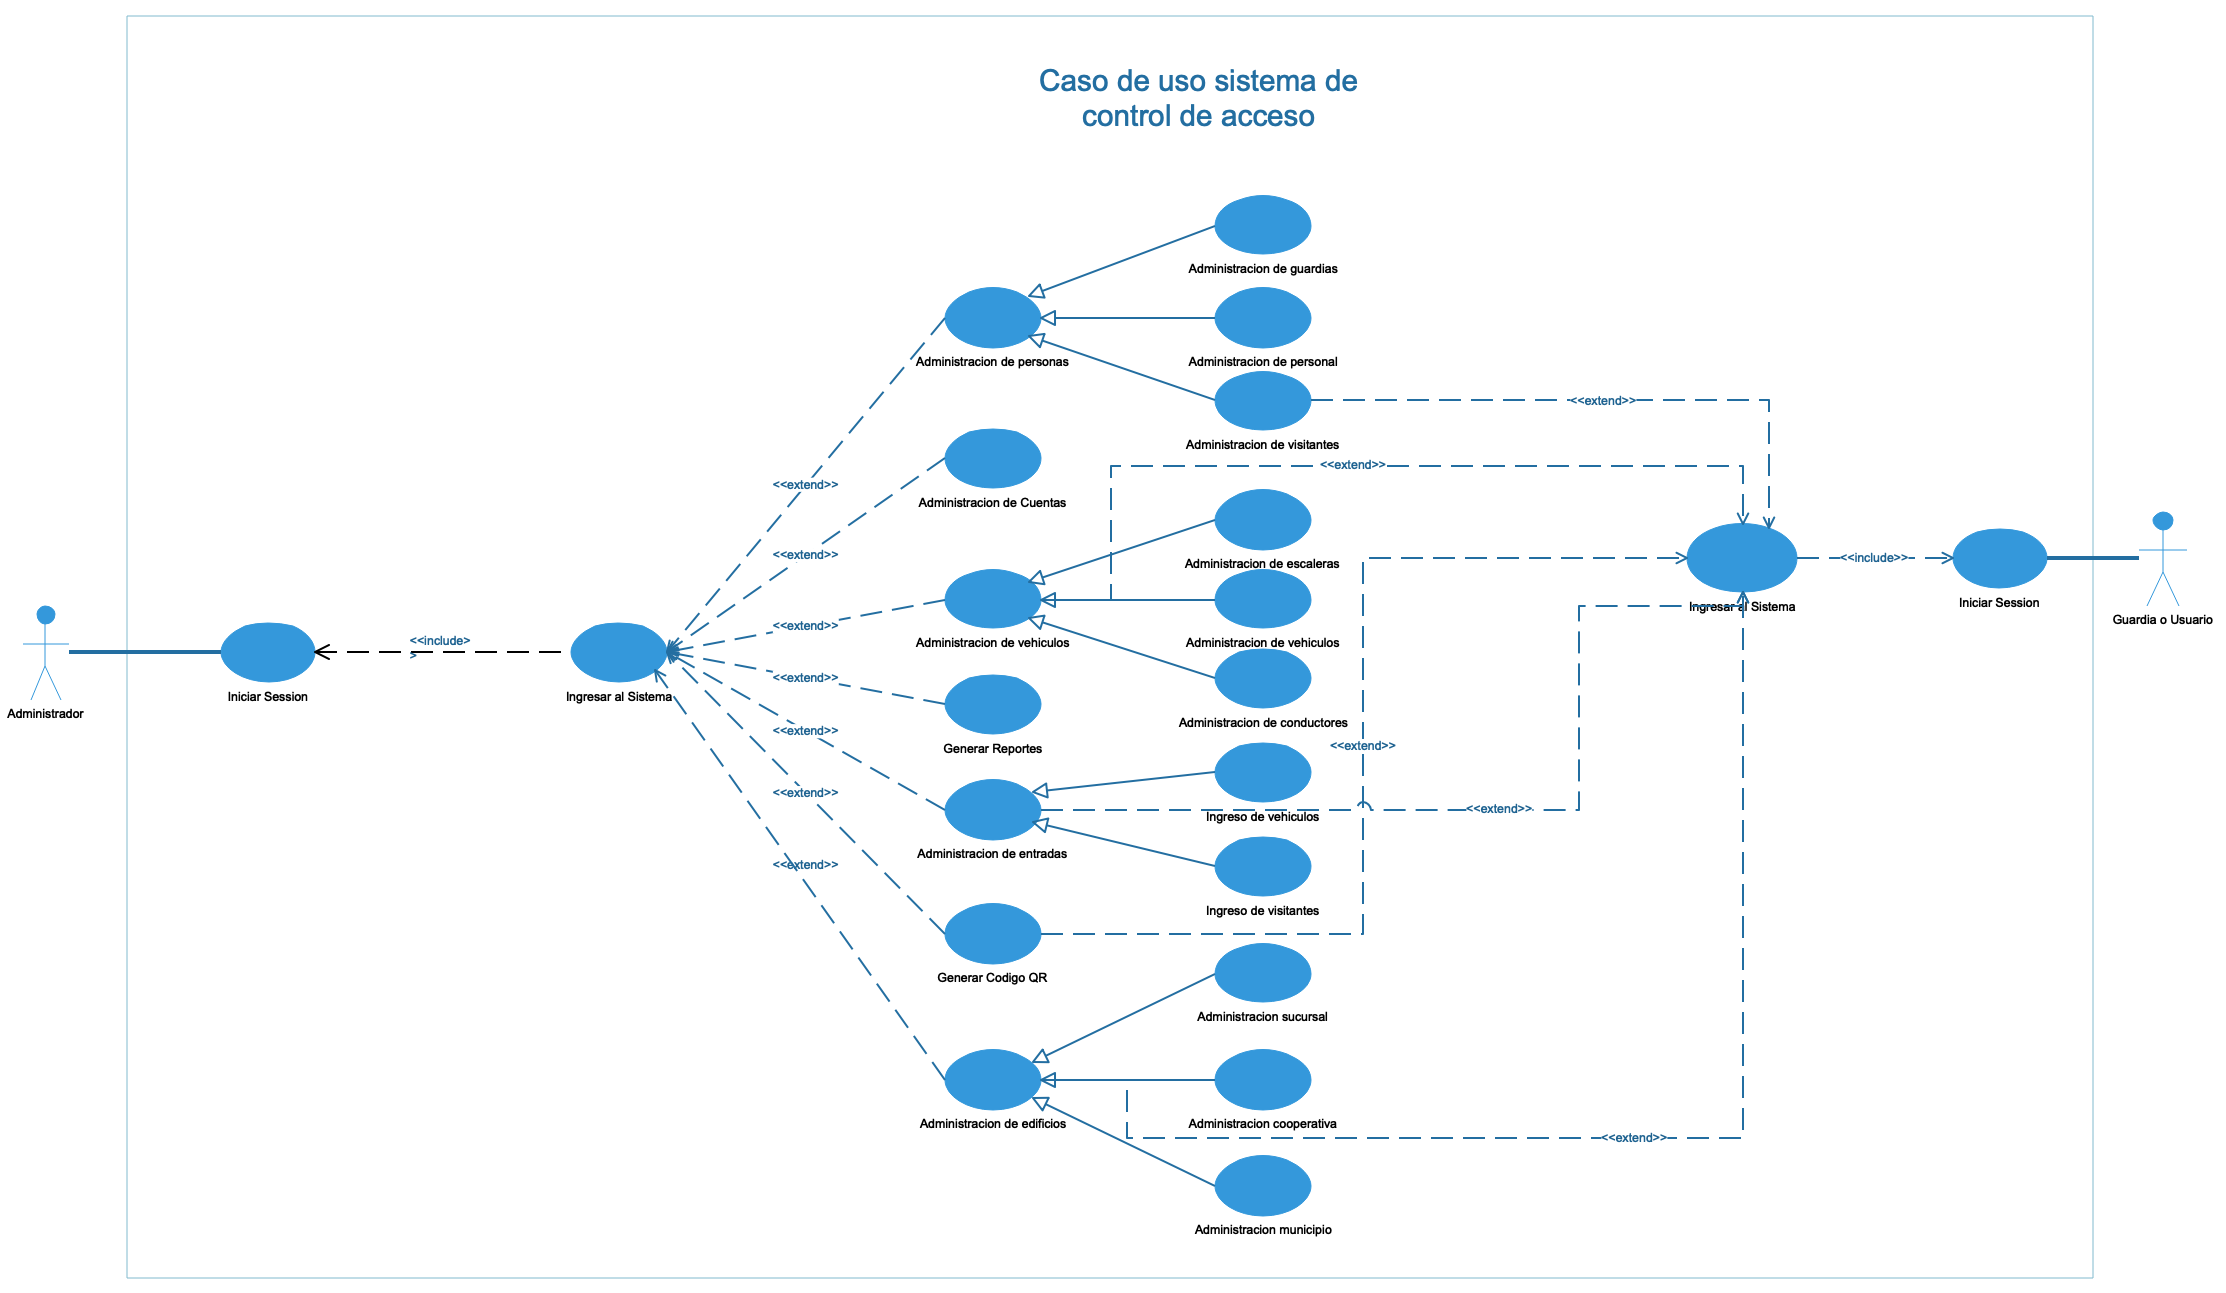 Caso de uso sistema de
control de acceso
Administracion de guardias
Administracion de personas
Administracion de personal
<<extend>>
Administracion de visitantes
<<extend>>
<<extend>>
Administracion de Cuentas
<<extend>>
Administracion de escaleras
<<include>>
Ingresar al Sistema
Iniciar Session
Guardia o Usuario
<<extend>>
Administracion de vehiculos
Administracion de vehiculos
<<include>
>
Administrador
Iniciar Session
Ingresar al Sistema
<<extend>>
Administracion de conductores
<<extend>>
Generar Reportes
<<extend>>
<<extend>>
<<extend>>
Ingreso de vehiculos
Administracion de entradas
<<extend>>
Ingreso de visitantes
Generar Codigo QR
Administracion sucursal
Administracion de edificios
Administracion cooperativa
<<extend>>
Administracion municipio